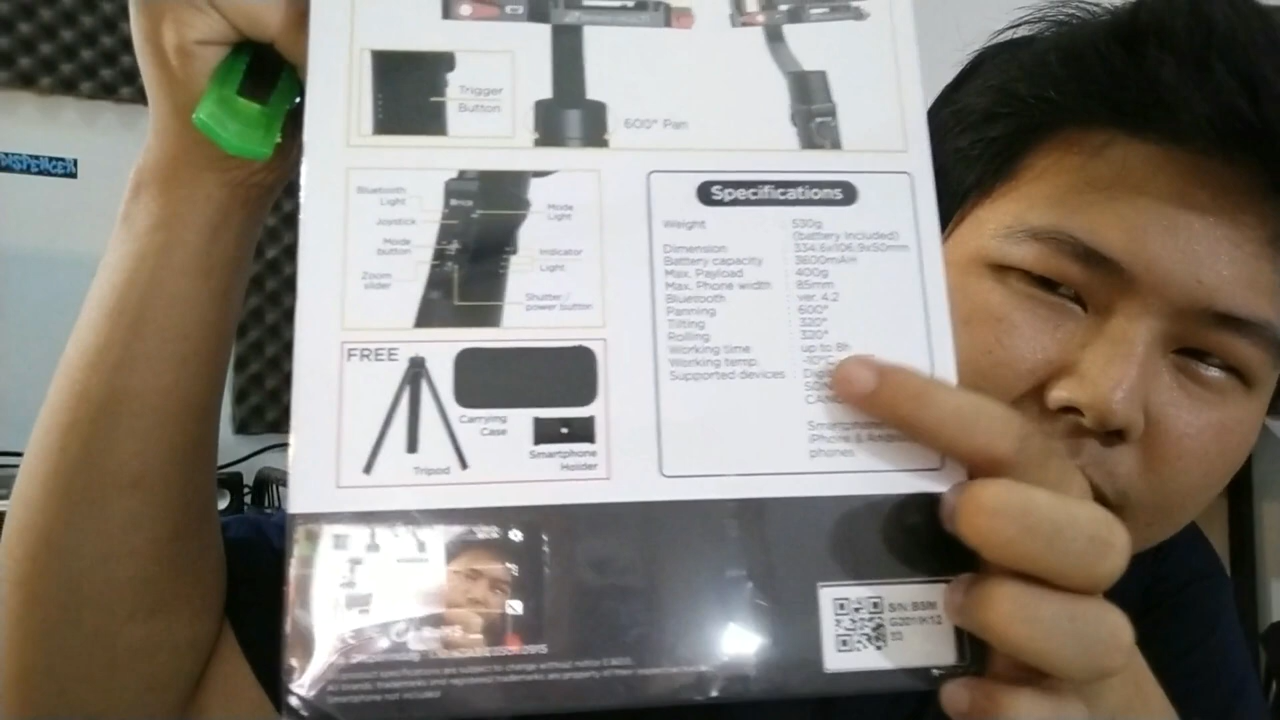 DISPENCER
Trigger
Button
600° Pan
Bluetooth
Light
Joystick
Mode
button
Zoom
slider
Brica
Mode
Light
Indicator
Light
Shutter /
power button
FREE
Carrying
Case
Tripod
Smartphone
Holder
Specifications
Weight : 530g
(battery included)
Dimension : 334.6x106.9x50mm
Battery capacity : 3600mAH
Max. Payload : 400g
Max. Phone width : 85mm
Bluetooth : ver. 4.2
Panning : 600°
Tilting : 320°
Rolling : 320°
Working time : up to 8h
Working temp : -10°C
Supported devices :
phones
S/N: BSIM